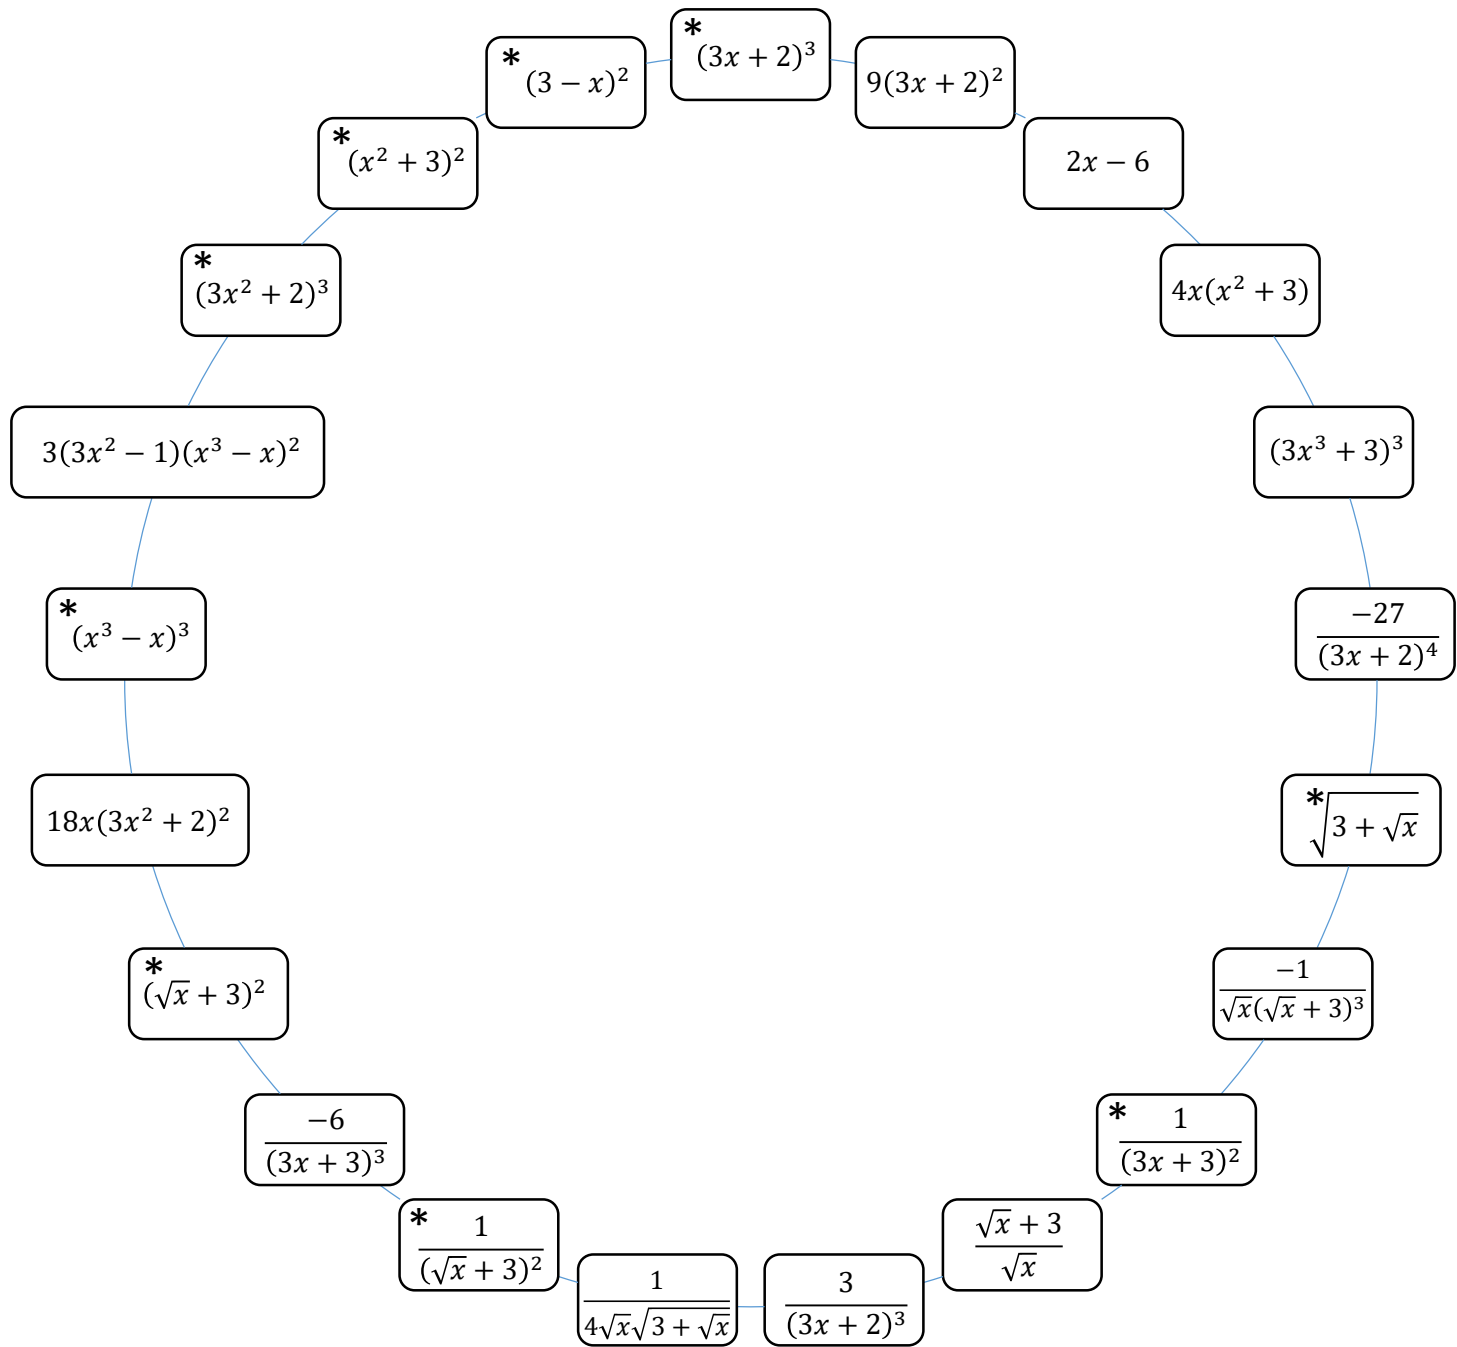 * (3x + 2)³
9(3x + 2)²
2x − 6
4x(x² + 3)
(3x³ + 3)³
−27/(3x + 2)⁴
* √(3 + √x)
−1/(√x(√x + 3)³)
* 1/(3x + 3)²
(√x + 3)/√x
3/(3x + 2)³
1/(4√x√(3 + √x))
* 1/(√x + 3)²
−6/(3x + 3)³
* (√x + 3)²
18x(3x² + 2)²
* (x³ − x)³
3(3x² − 1)(x³ − x)²
* (3x² + 2)³
* (x² + 3)²
* (3 − x)²